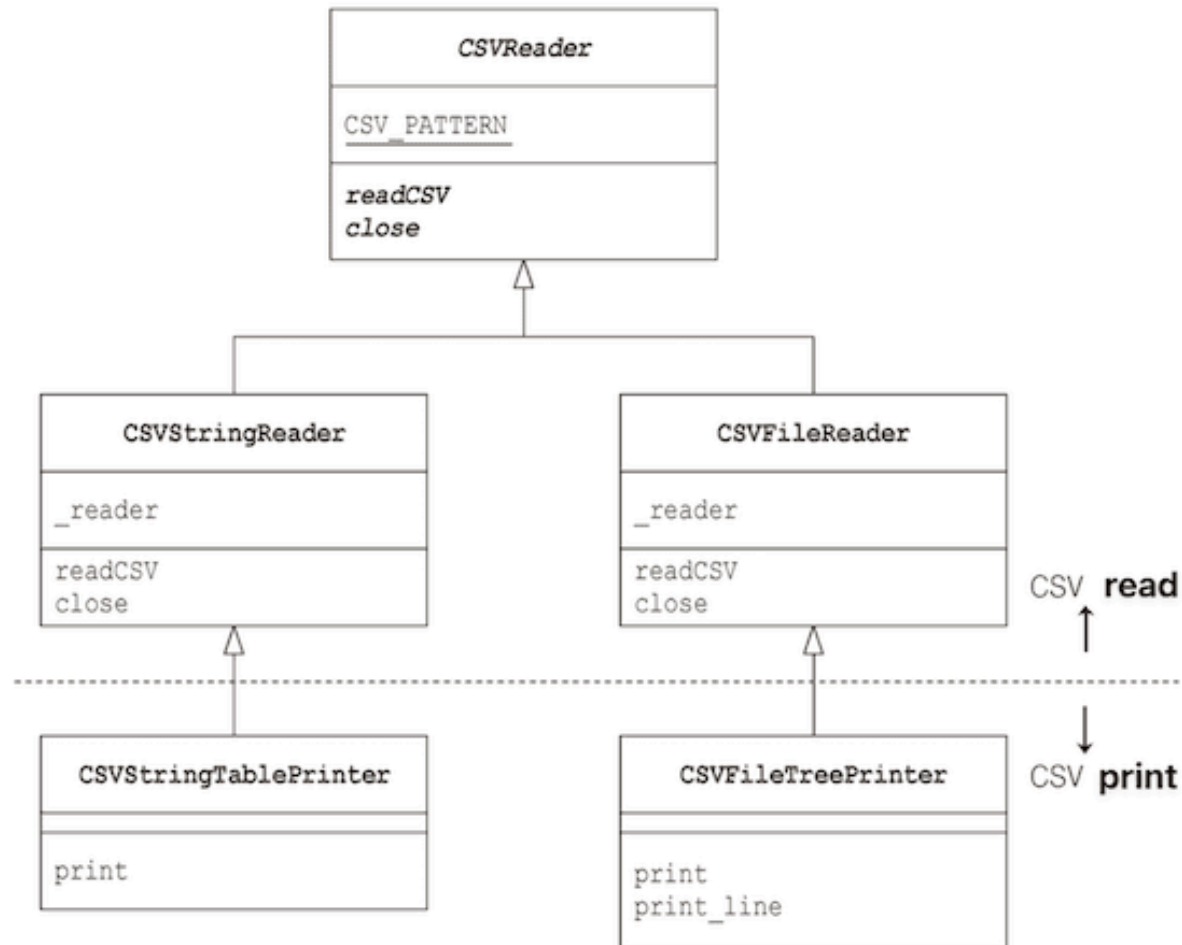 CSVReader
CSV_PATTERN
readCSV
close
CSVStringReader
_reader
readCSV
close
CSVFileReader
_reader
readCSV
close
CSV read
CSVStringTablePrinter
print
CSVFileTreePrinter
print
print_line
CSV print